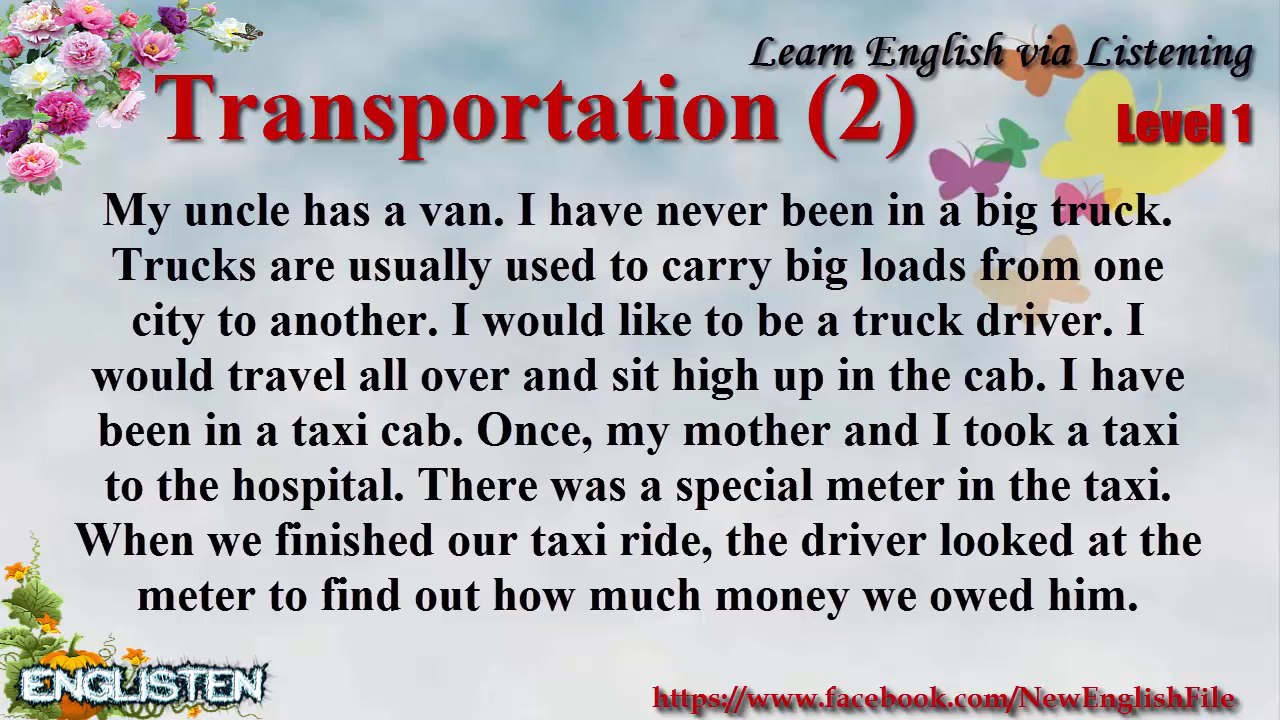 Learn English via Listening
Transportation (2)
Level 1
My uncle has a van. I have never been in a big truck.
Trucks are usually used to carry big loads from one
city to another. I would like to be a truck driver. I
would travel all over and sit high up in the cab. I have
been in a taxi cab. Once, my mother and I took a taxi
to the hospital. There was a special meter in the taxi.
When we finished our taxi ride, the driver looked at the
meter to find out how much money we owed him.
ENGLISTEN
https://www.facebook.com/NewEnglishFile